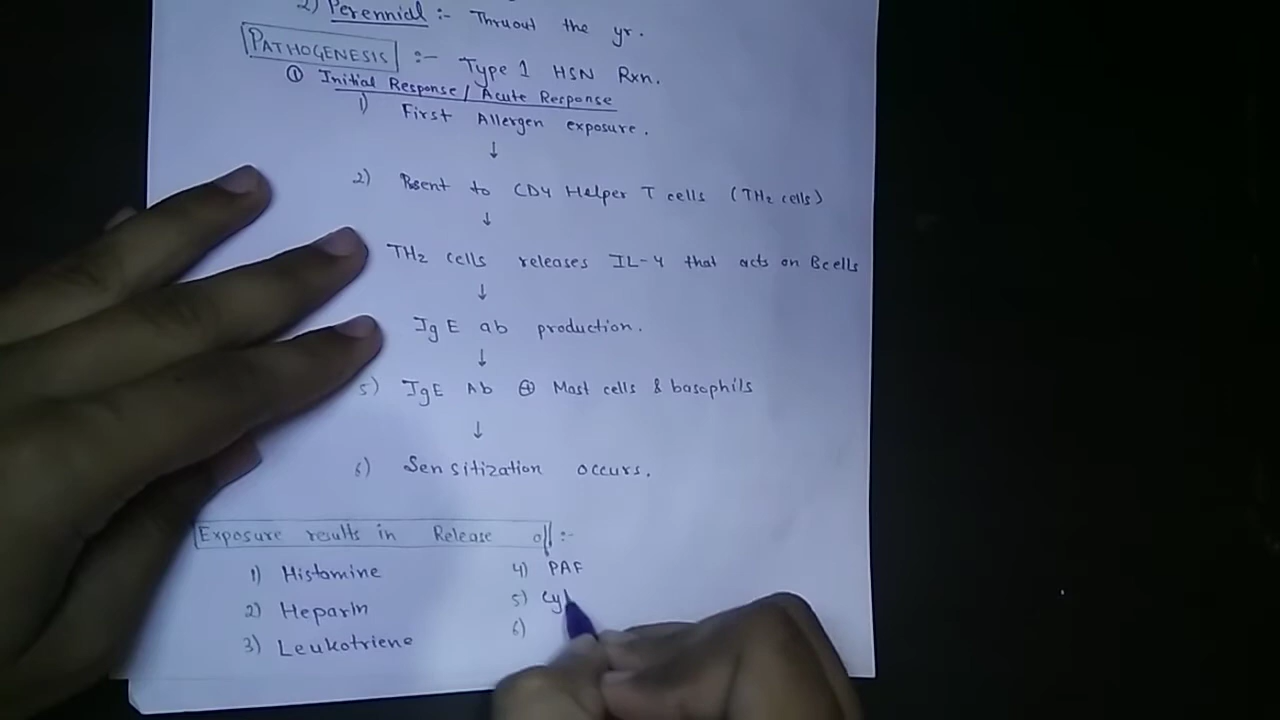 2) Perennial :- Thruout the yr.
PATHOGENESIS :- Type 1 HSN Rxn.
① Initial Response / Acute Response
1) First Allergen exposure.
↓
2) Present to CD4 Helper T cells (TH2 cells)
↓
TH2 cells releases IL-4 that acts on B cells
↓
IgE ab production.
↓
5) IgE Ab ⊕ Mast cells & basophils
↓
6) Sensitization occurs.
Exposure results in Release of :-
1) Histamine
2) Heparin
3) Leukotriene
4) PAF
5) Cy
6)